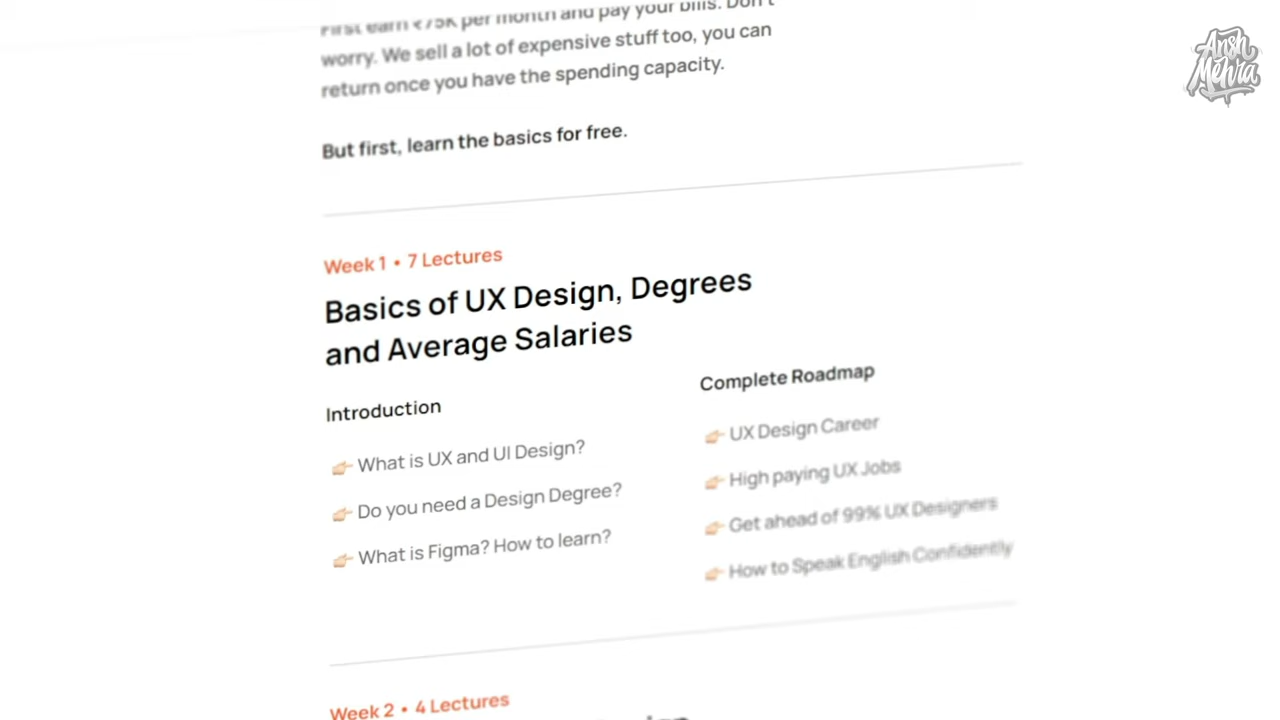 First earn ₹75K per month and pay your bills. Don't
worry. We sell a lot of expensive stuff too, you can
return once you have the spending capacity.
But first, learn the basics for free.
Week 1 • 7 Lectures
Basics of UX Design, Degrees
and Average Salaries
Introduction
👉🏻 What is UX and UI Design?
👉🏻 Do you need a Design Degree?
👉🏻 What is Figma? How to learn?
Complete Roadmap
👉🏻 UX Design Career
👉🏻 High paying UX Jobs
👉🏻 Get ahead of 99% UX Designers
👉🏻 How to Speak English Confidently
Week 2 • 4 Lectures
Ansh
Mehra